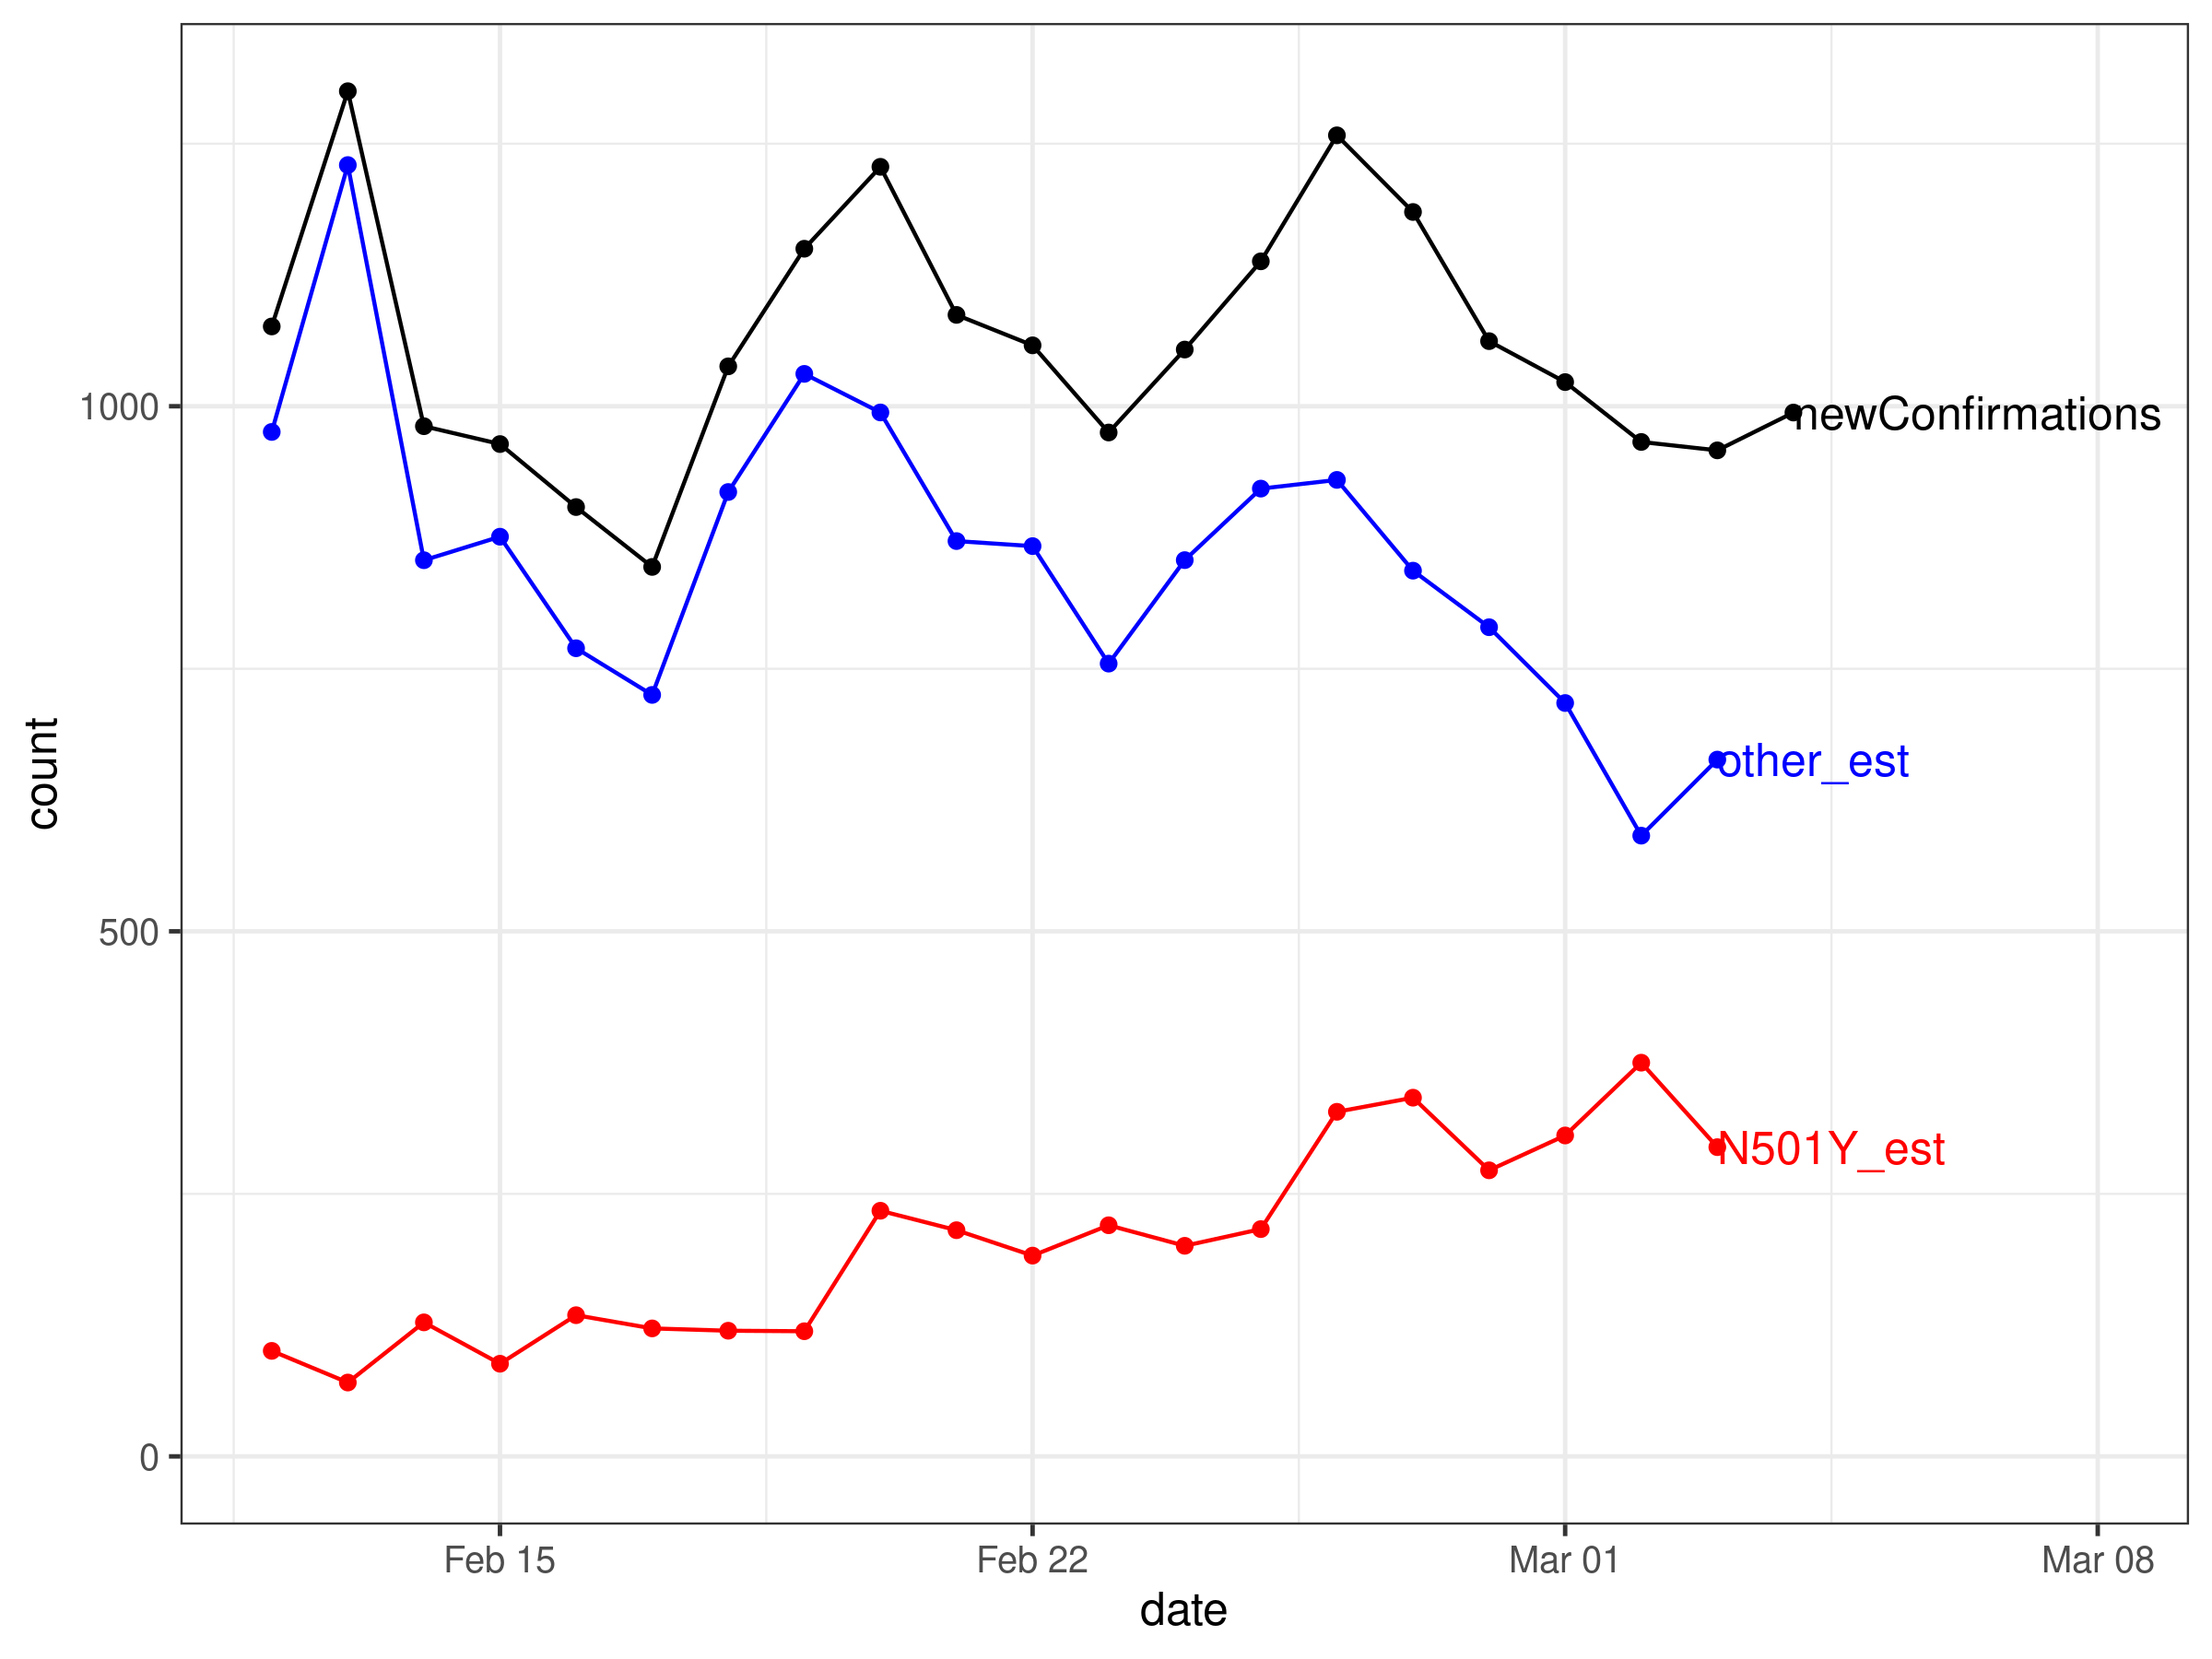 1000
500
0
count
newConfirmations
other_est
N501Y_est
Feb 15
Feb 22
Mar 01
Mar 08
date